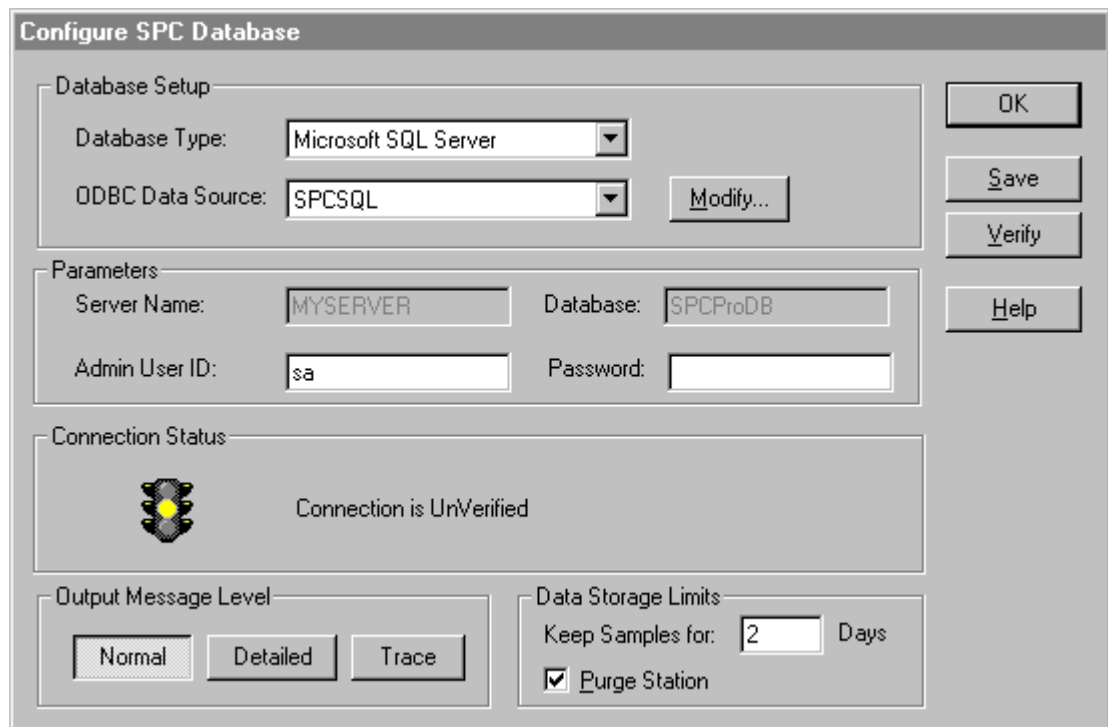 Configure SPC Database
Database Setup
Database Type: Microsoft SQL Server
ODBC Data Source: SPCSQL Modify...
Parameters
Server Name: MYSERVER Database: SPCProDB
Admin User ID: sa Password:
Connection Status
Connection is UnVerified
Output Message Level
Normal Detailed Trace
Data Storage Limits
Keep Samples for: 2 Days
Purge Station
OK
Save
Verify
Help